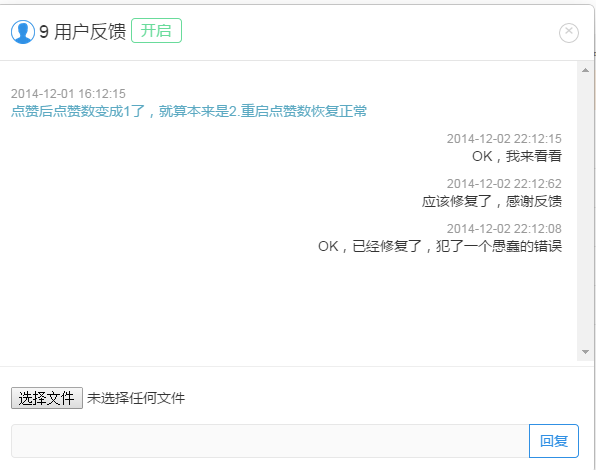 9 用户反馈 开启
2014-12-01 16:12:15
点赞后点赞数变成1了，就算本来是2.重启点赞数恢复正常
2014-12-02 22:12:15
OK，我来看看
2014-12-02 22:12:62
应该修复了，感谢反馈
2014-12-02 22:12:08
OK，已经修复了，犯了一个愚蠢的错误
选择文件 未选择任何文件
回复